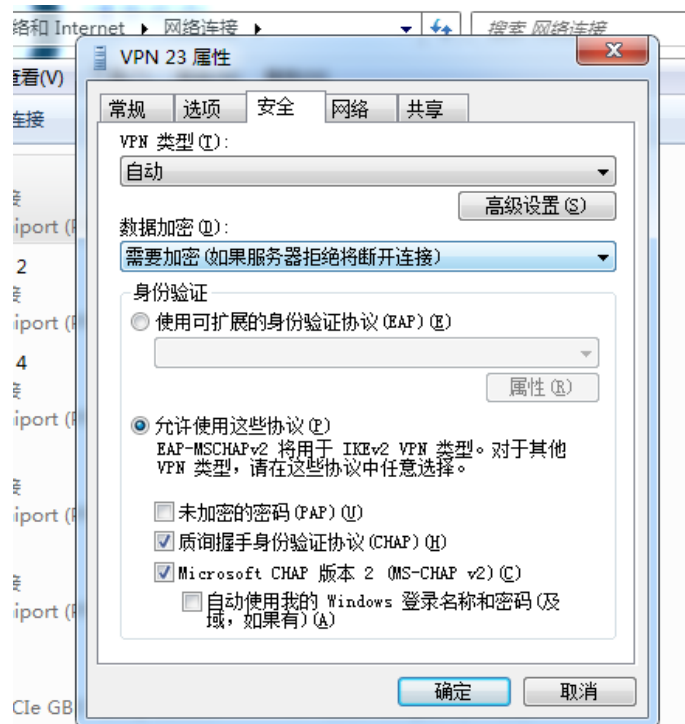 络和 Internet ▸ 网络连接 ▸
搜索 网络连接
查看(V)
VPN 23 属性
连接
常规 选项 安全 网络 共享
VPN 类型(T):
自动
高级设置(S)
iport (
数据加密(D):
2
需要加密(如果服务器拒绝将断开连接)
身份验证
iport (
使用可扩展的身份验证协议(EAP)(E)
4
属性(R)
iport (
允许使用这些协议(P)
EAP-MSCHAPv2 将用于 IKEv2 VPN 类型。对于其他
VPN 类型，请在这些协议中任意选择。
iport (
未加密的密码(PAP)(U)
质询握手身份验证协议(CHAP)(H)
Microsoft CHAP 版本 2 (MS-CHAP v2)(C)
自动使用我的 Windows 登录名称和密码(及
域，如果有)(A)
iport (
确定 取消
CIe GB